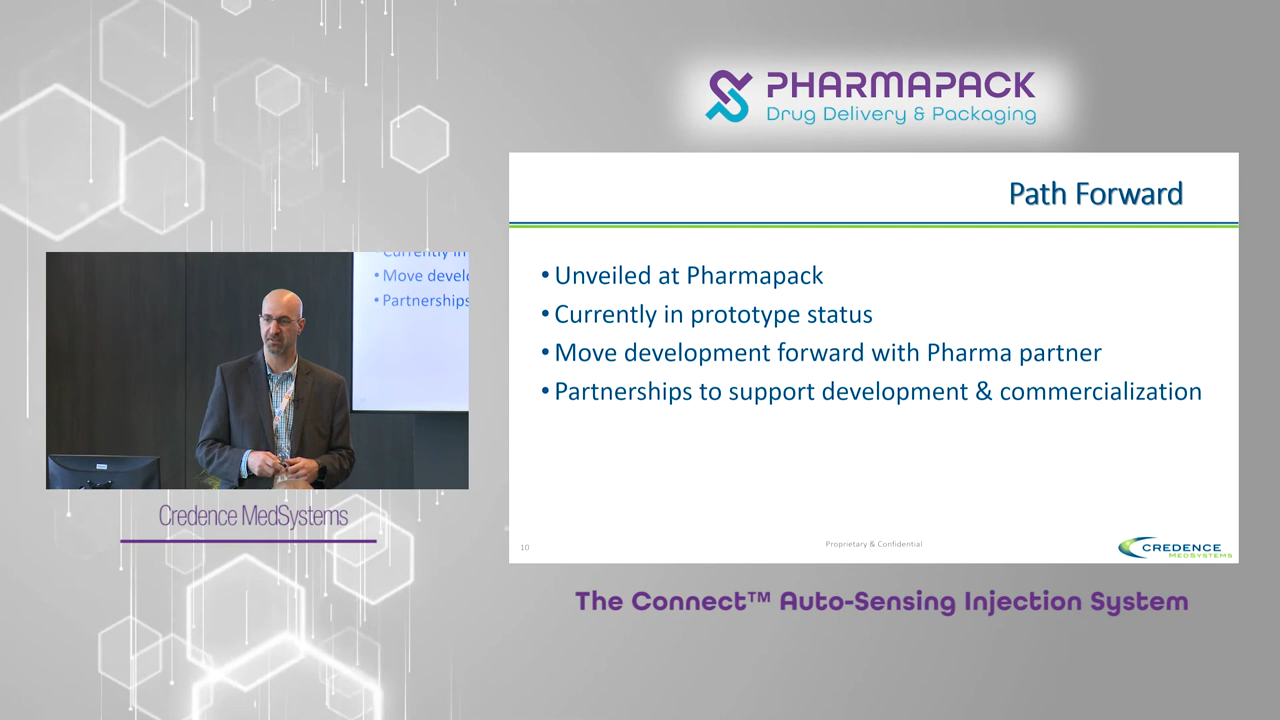 PHARMAPACK
Drug Delivery & Packaging
Path Forward
• Unveiled at Pharmapack
• Currently in prototype status
• Move development forward with Pharma partner
• Partnerships to support development & commercialization
10
Proprietary & Confidential
CREDENCE
MEDSYSTEMS
• Move
• Partnerships
Credence MedSystems
The Connect™ Auto-Sensing Injection System